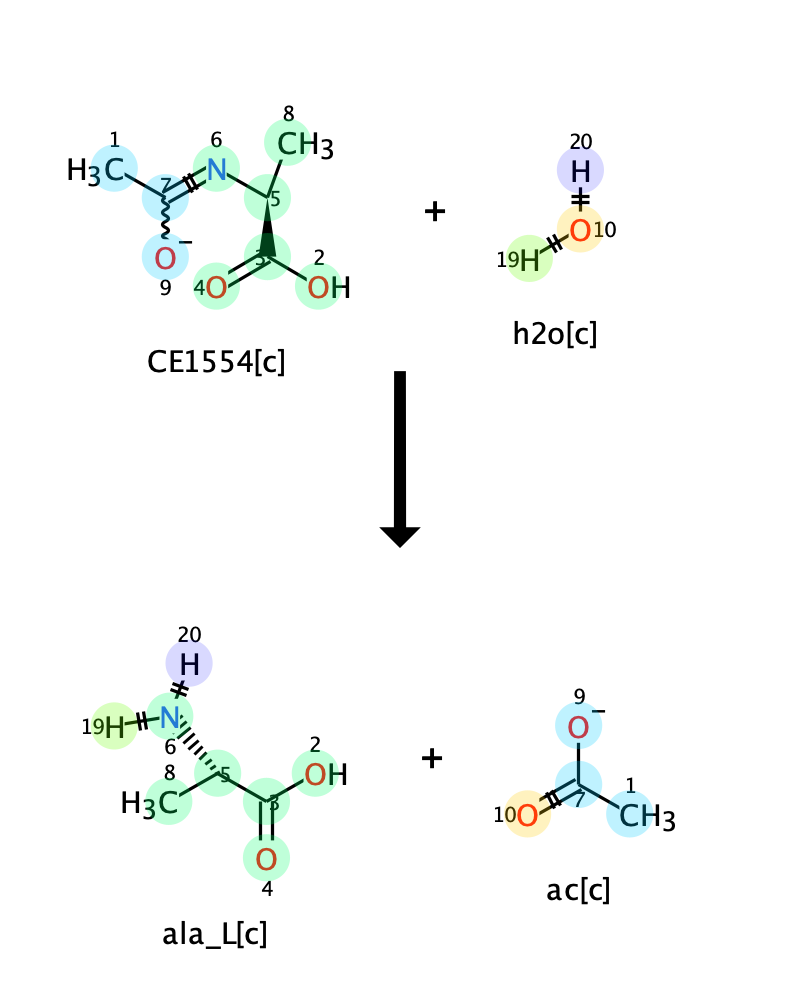 8
1 6 CH3 20
H3C 7 N H
5 +
O− 3 2 19H O10
9 4O OH
h2o[c]
CE1554[c]
20
H 9
19H N O−
6 2 +
8 5 OH 1
H3C 3 7
10O CH3
O
4 ac[c]
ala_L[c]